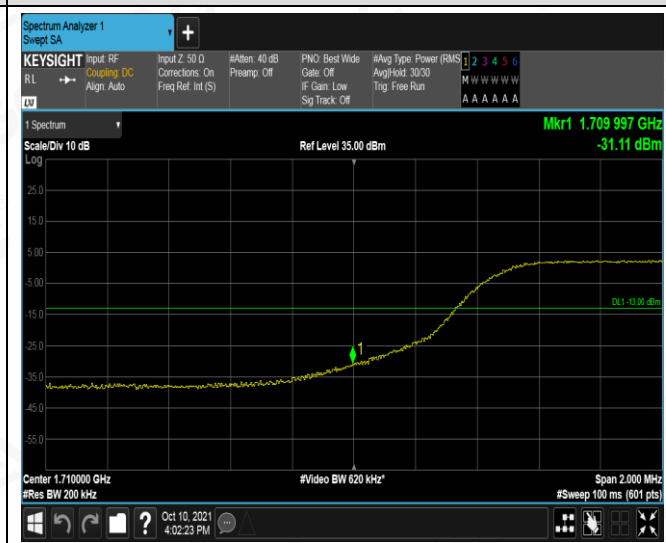 Spectrum Analyzer 1
Swept SA
+
KEYSIGHT
RL
LXI
Input: RF
Coupling: DC
Align: Auto
Input Z: 50 Ω
Corrections: On
Freq Ref: Int (S)
#Atten: 40 dB
Preamp: Off
PNO: Best Wide
Gate: Off
IF Gain: Low
Sig Track: Off
#Avg Type: Power (RMS
Avg|Hold: 30/30
Trig: Free Run
1 2 3 4 5 6
M W W W W W
A A A A A A
1 Spectrum
Mkr1 1.709 997 GHz
Scale/Div 10 dB
Ref Level 35.00 dBm
-31.11 dBm
Log
25.0
15.0
5.00
-5.00
DL1 -13.00 dBm
-15.0
-25.0
1
-35.0
-45.0
-55.0
Center 1.710000 GHz
#Video BW 620 kHz*
Span 2.000 MHz
#Res BW 200 kHz
#Sweep 100 ms (601 pts)
?
Oct 10, 2021
4:02:23 PM